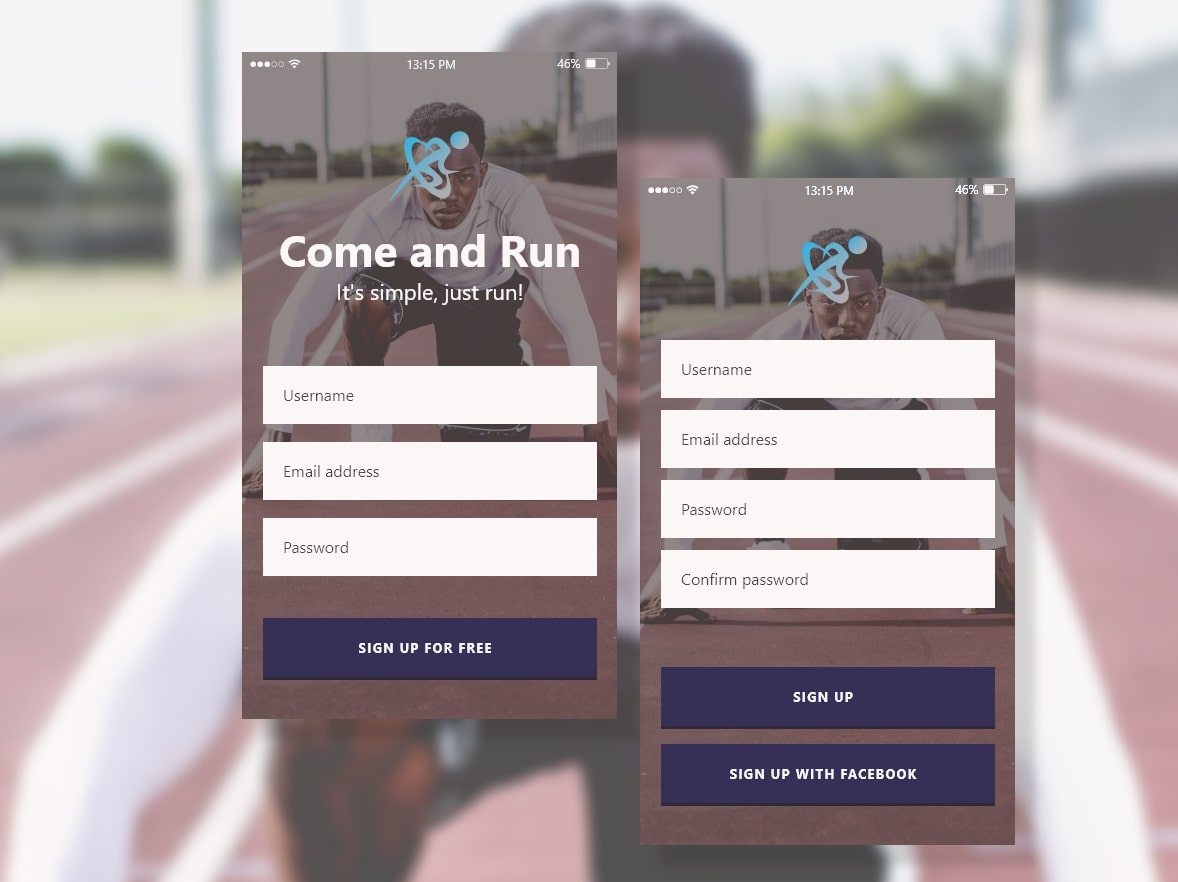 13:15 PM
46%
Come and Run
It's simple, just run!
Username
Email address
Password
SIGN UP FOR FREE
13:15 PM
46%
Username
Email address
Password
Confirm password
SIGN UP
SIGN UP WITH FACEBOOK